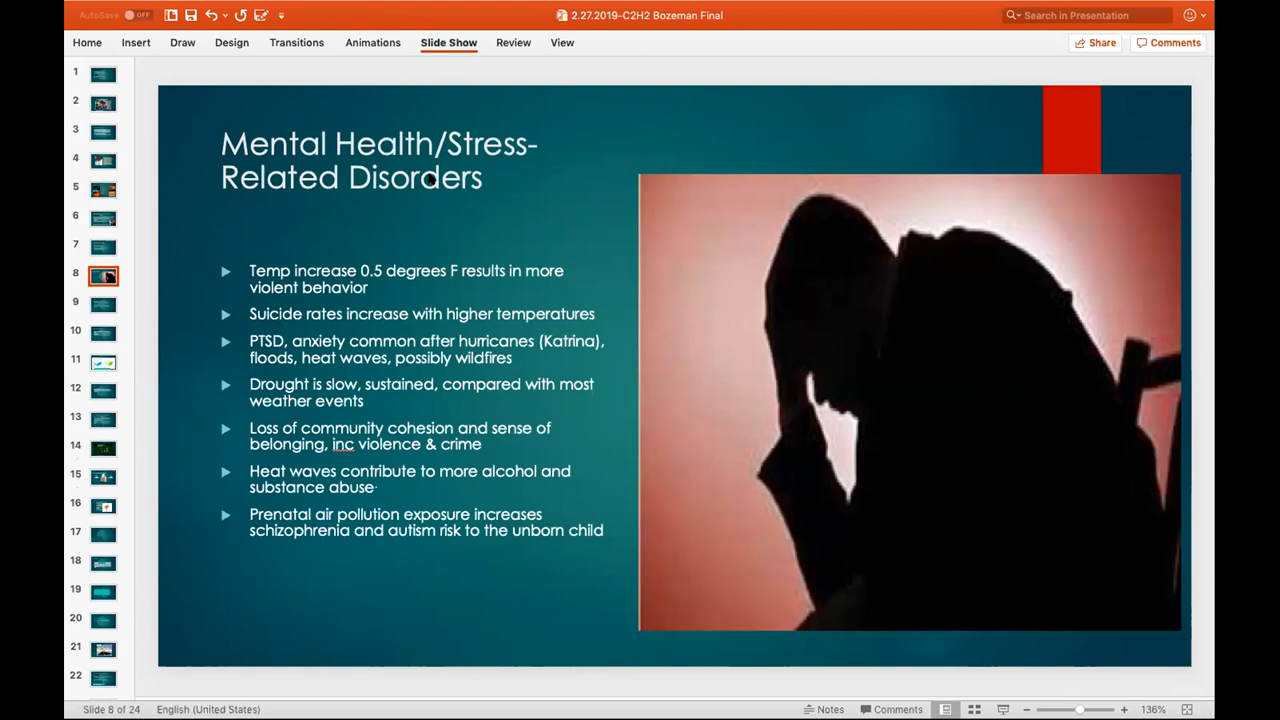 AutoSave OFF
2.27.2019-C2H2 Bozeman Final
Search in Presentation
Home Insert Draw Design Transitions Animations Slide Show Review View
Share Comments
1
2
3
4
5
6
7
8
9
10
11
12
13
14
15
16
17
18
19
20
21
22
Mental Health/Stress-
Related Disorders
Temp increase 0.5 degrees F results in more
violent behavior
Suicide rates increase with higher temperatures
PTSD, anxiety common after hurricanes (Katrina),
floods, heat waves, possibly wildfires
Drought is slow, sustained, compared with most
weather events
Loss of community cohesion and sense of
belonging, inc violence & crime
Heat waves contribute to more alcohol and
substance abuse
Prenatal air pollution exposure increases
schizophrenia and autism risk to the unborn child
Slide 8 of 24 English (United States) Notes Comments 136%